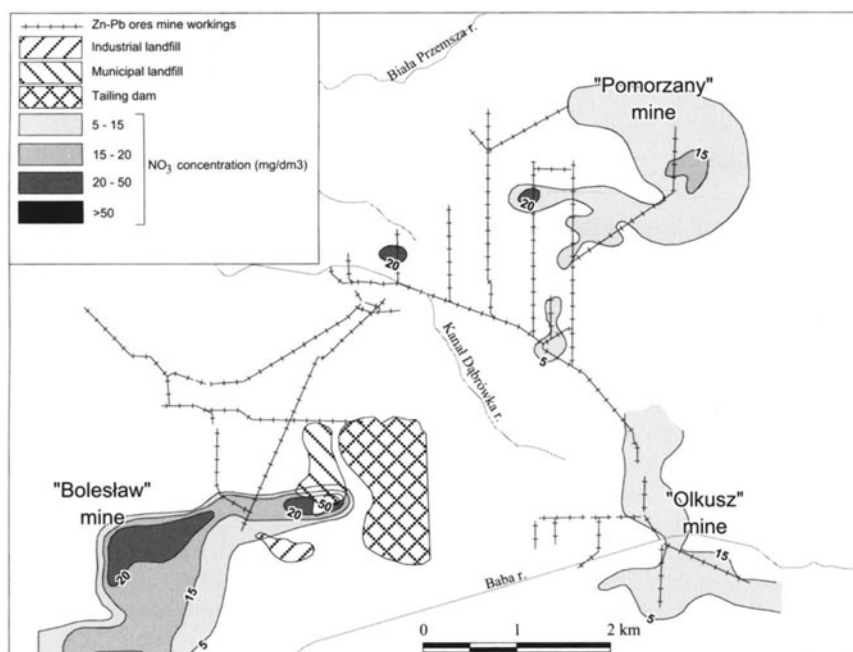 Zn-Pb ores mine workings
Industrial landfill
Municipal landfill
Tailing dam
5 - 15
15 - 20
20 - 50
>50
NO3 concentration (mg/dm3)
Biała Przemsza r.
"Pomorzany"
mine
15
20
20
Kanał Dąbrówka r.
5
"Bolesław"
mine
20
50
20
15
5
"Olkusz"
mine
15
5
Baba r.
0 1 2 km